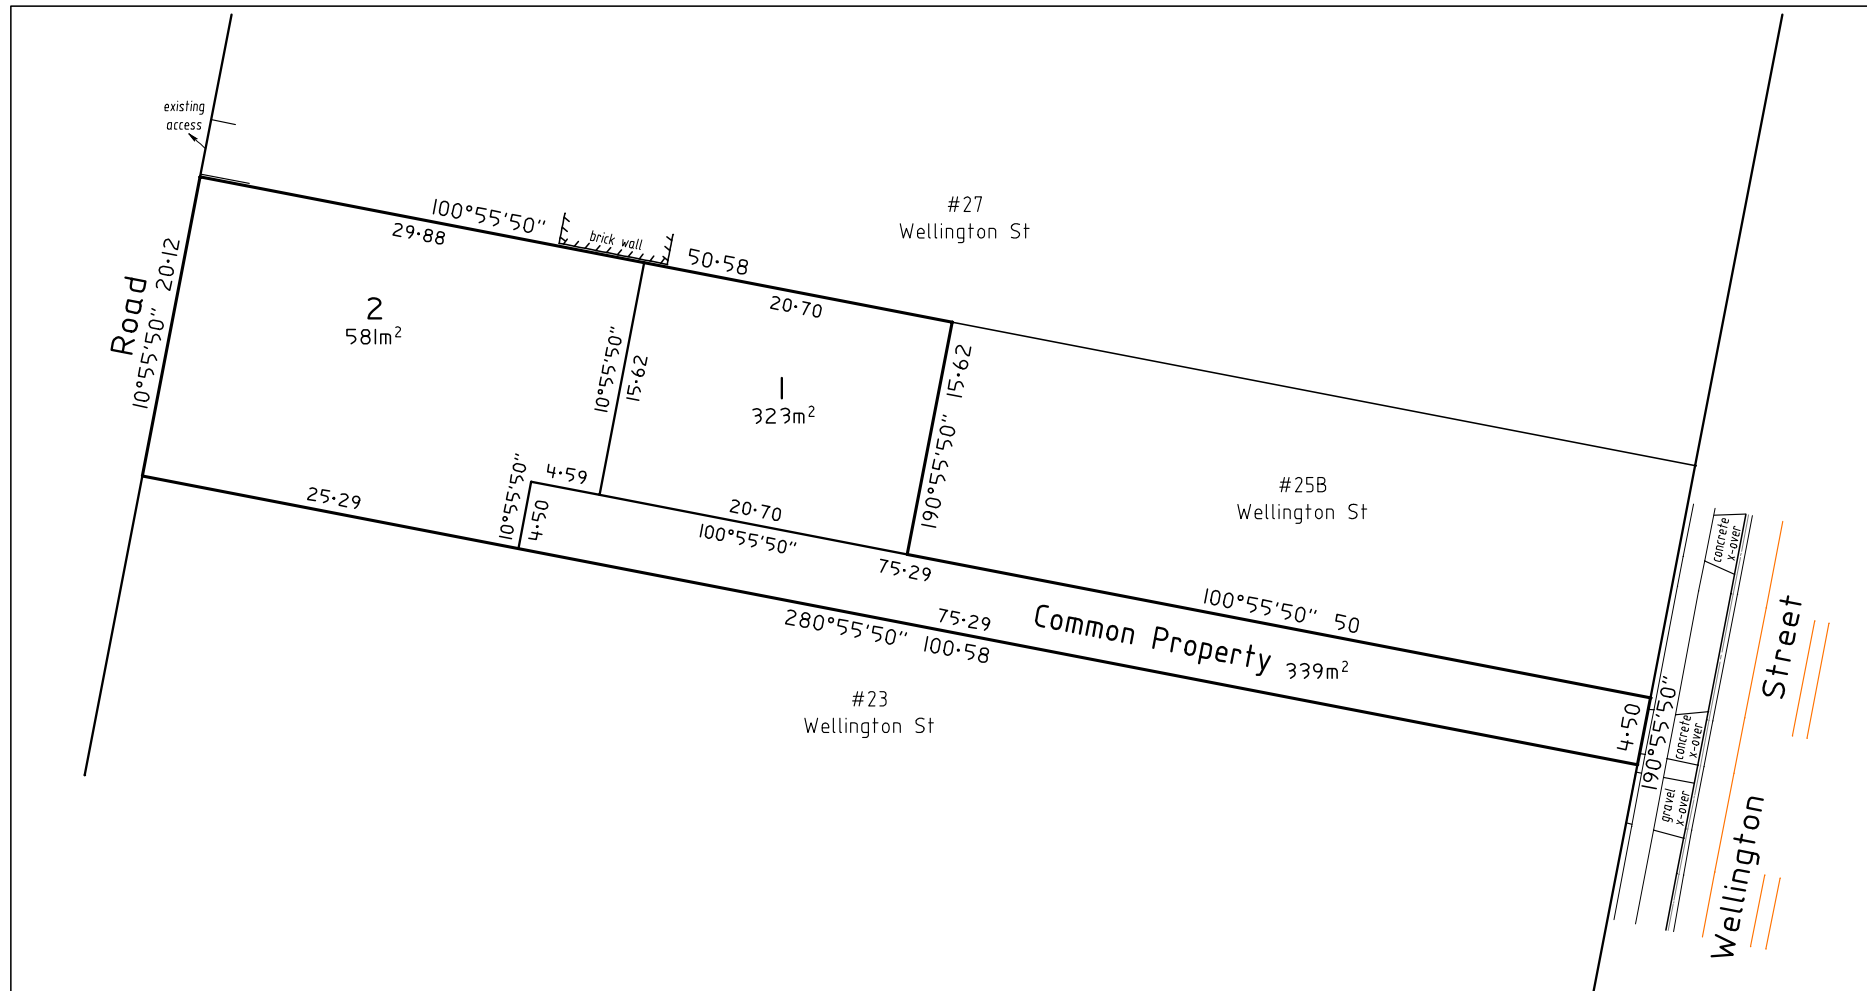 existing
access
100°55'50"
29·88
brick wall
50·58
20·70
#27
Wellington St
Road
10°55'50" 20·12
2
581m²
10°55'50"
15·62
1
323m²
190°55'50" 15·62
#25B
Wellington St
25·29
10°55'50"
4·50
4·59
20·70
100°55'50"
75·29
100°55'50" 50
75·29
280°55'50" 100·58
Common Property 339m²
#23
Wellington St
4·50
190°55'50"
concrete
x-over
concrete
x-over
gravel
x-over
Wellington Street